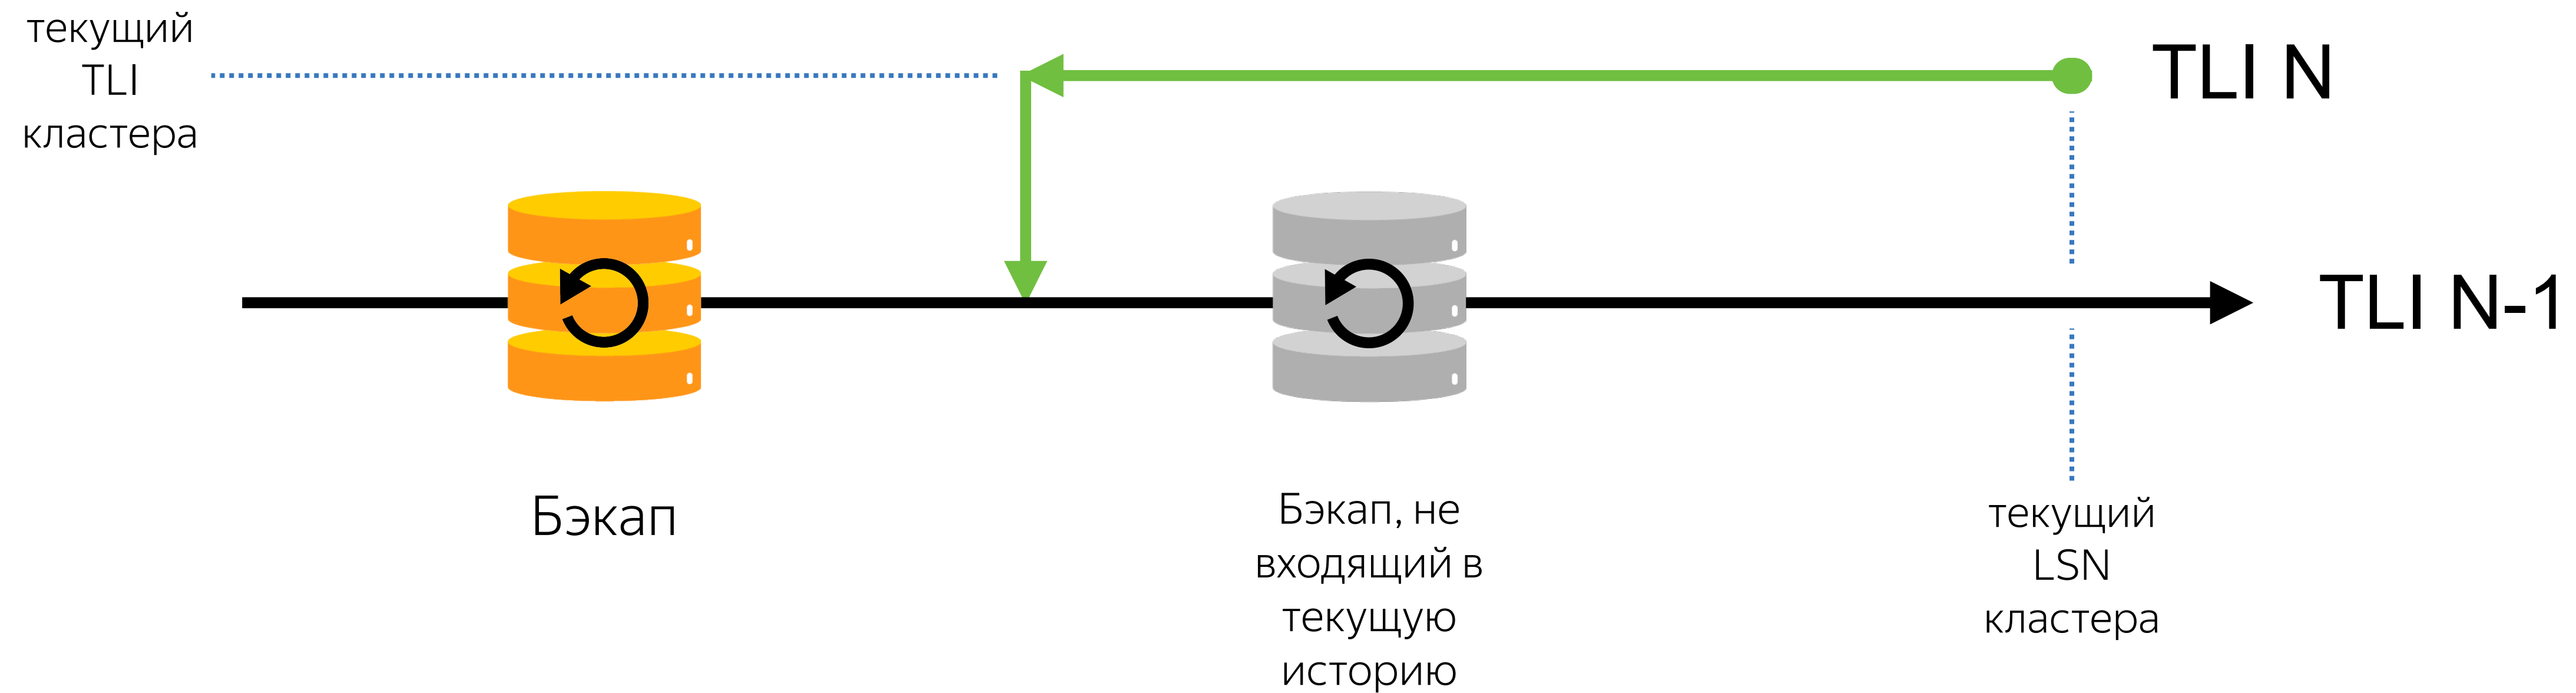 текущий
TLI
кластера
TLI N
TLI N-1
Бэкап
Бэкап, не
входящий в
текущую
историю
текущий
LSN
кластера